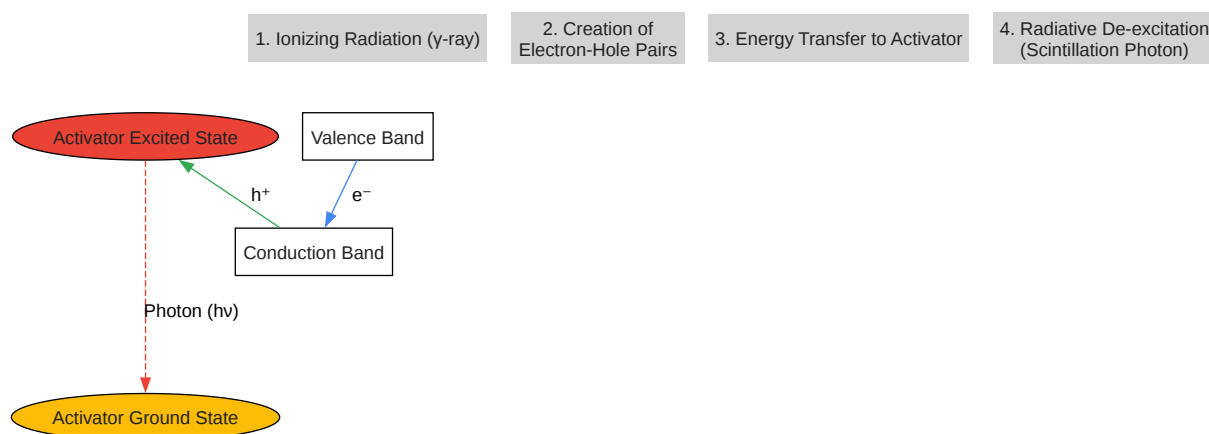 1. Ionizing Radiation (γ-ray)
2. Creation of
Electron-Hole Pairs
3. Energy Transfer to Activator
4. Radiative De-excitation
(Scintillation Photon)
Activator Excited State
Valence Band
h⁺
e⁻
Conduction Band
Photon (hν)
Activator Ground State